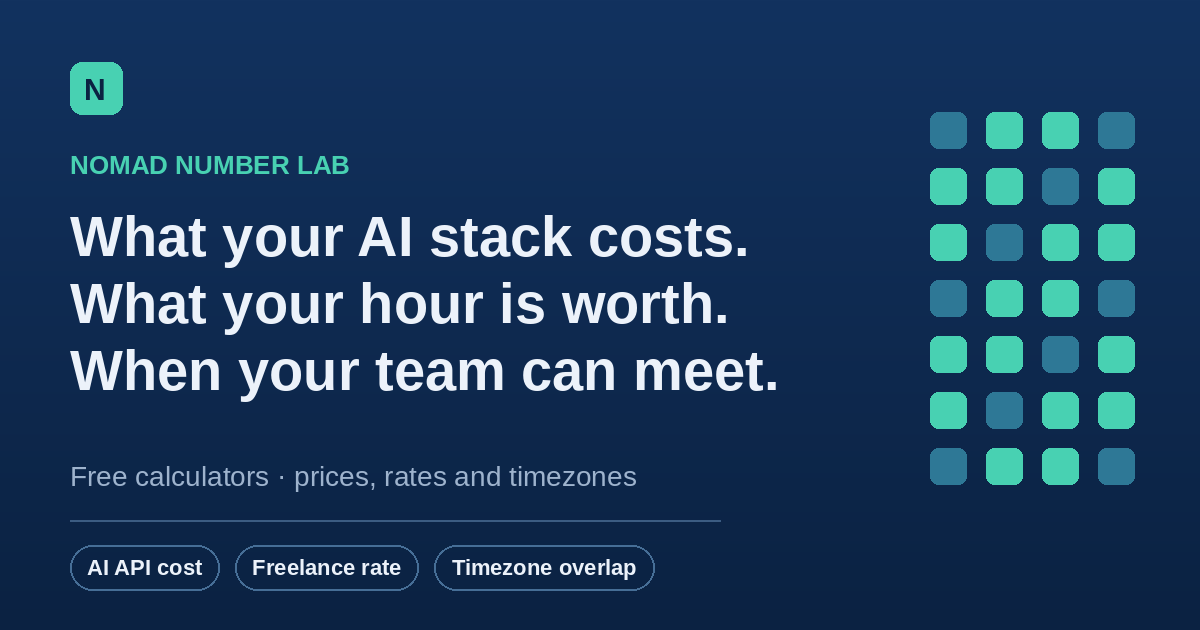 N
NOMAD NUMBER LAB
What your AI stack costs.
What your hour is worth.
When your team can meet.
Free calculators · prices, rates and timezones
AI API cost
Freelance rate
Timezone overlap